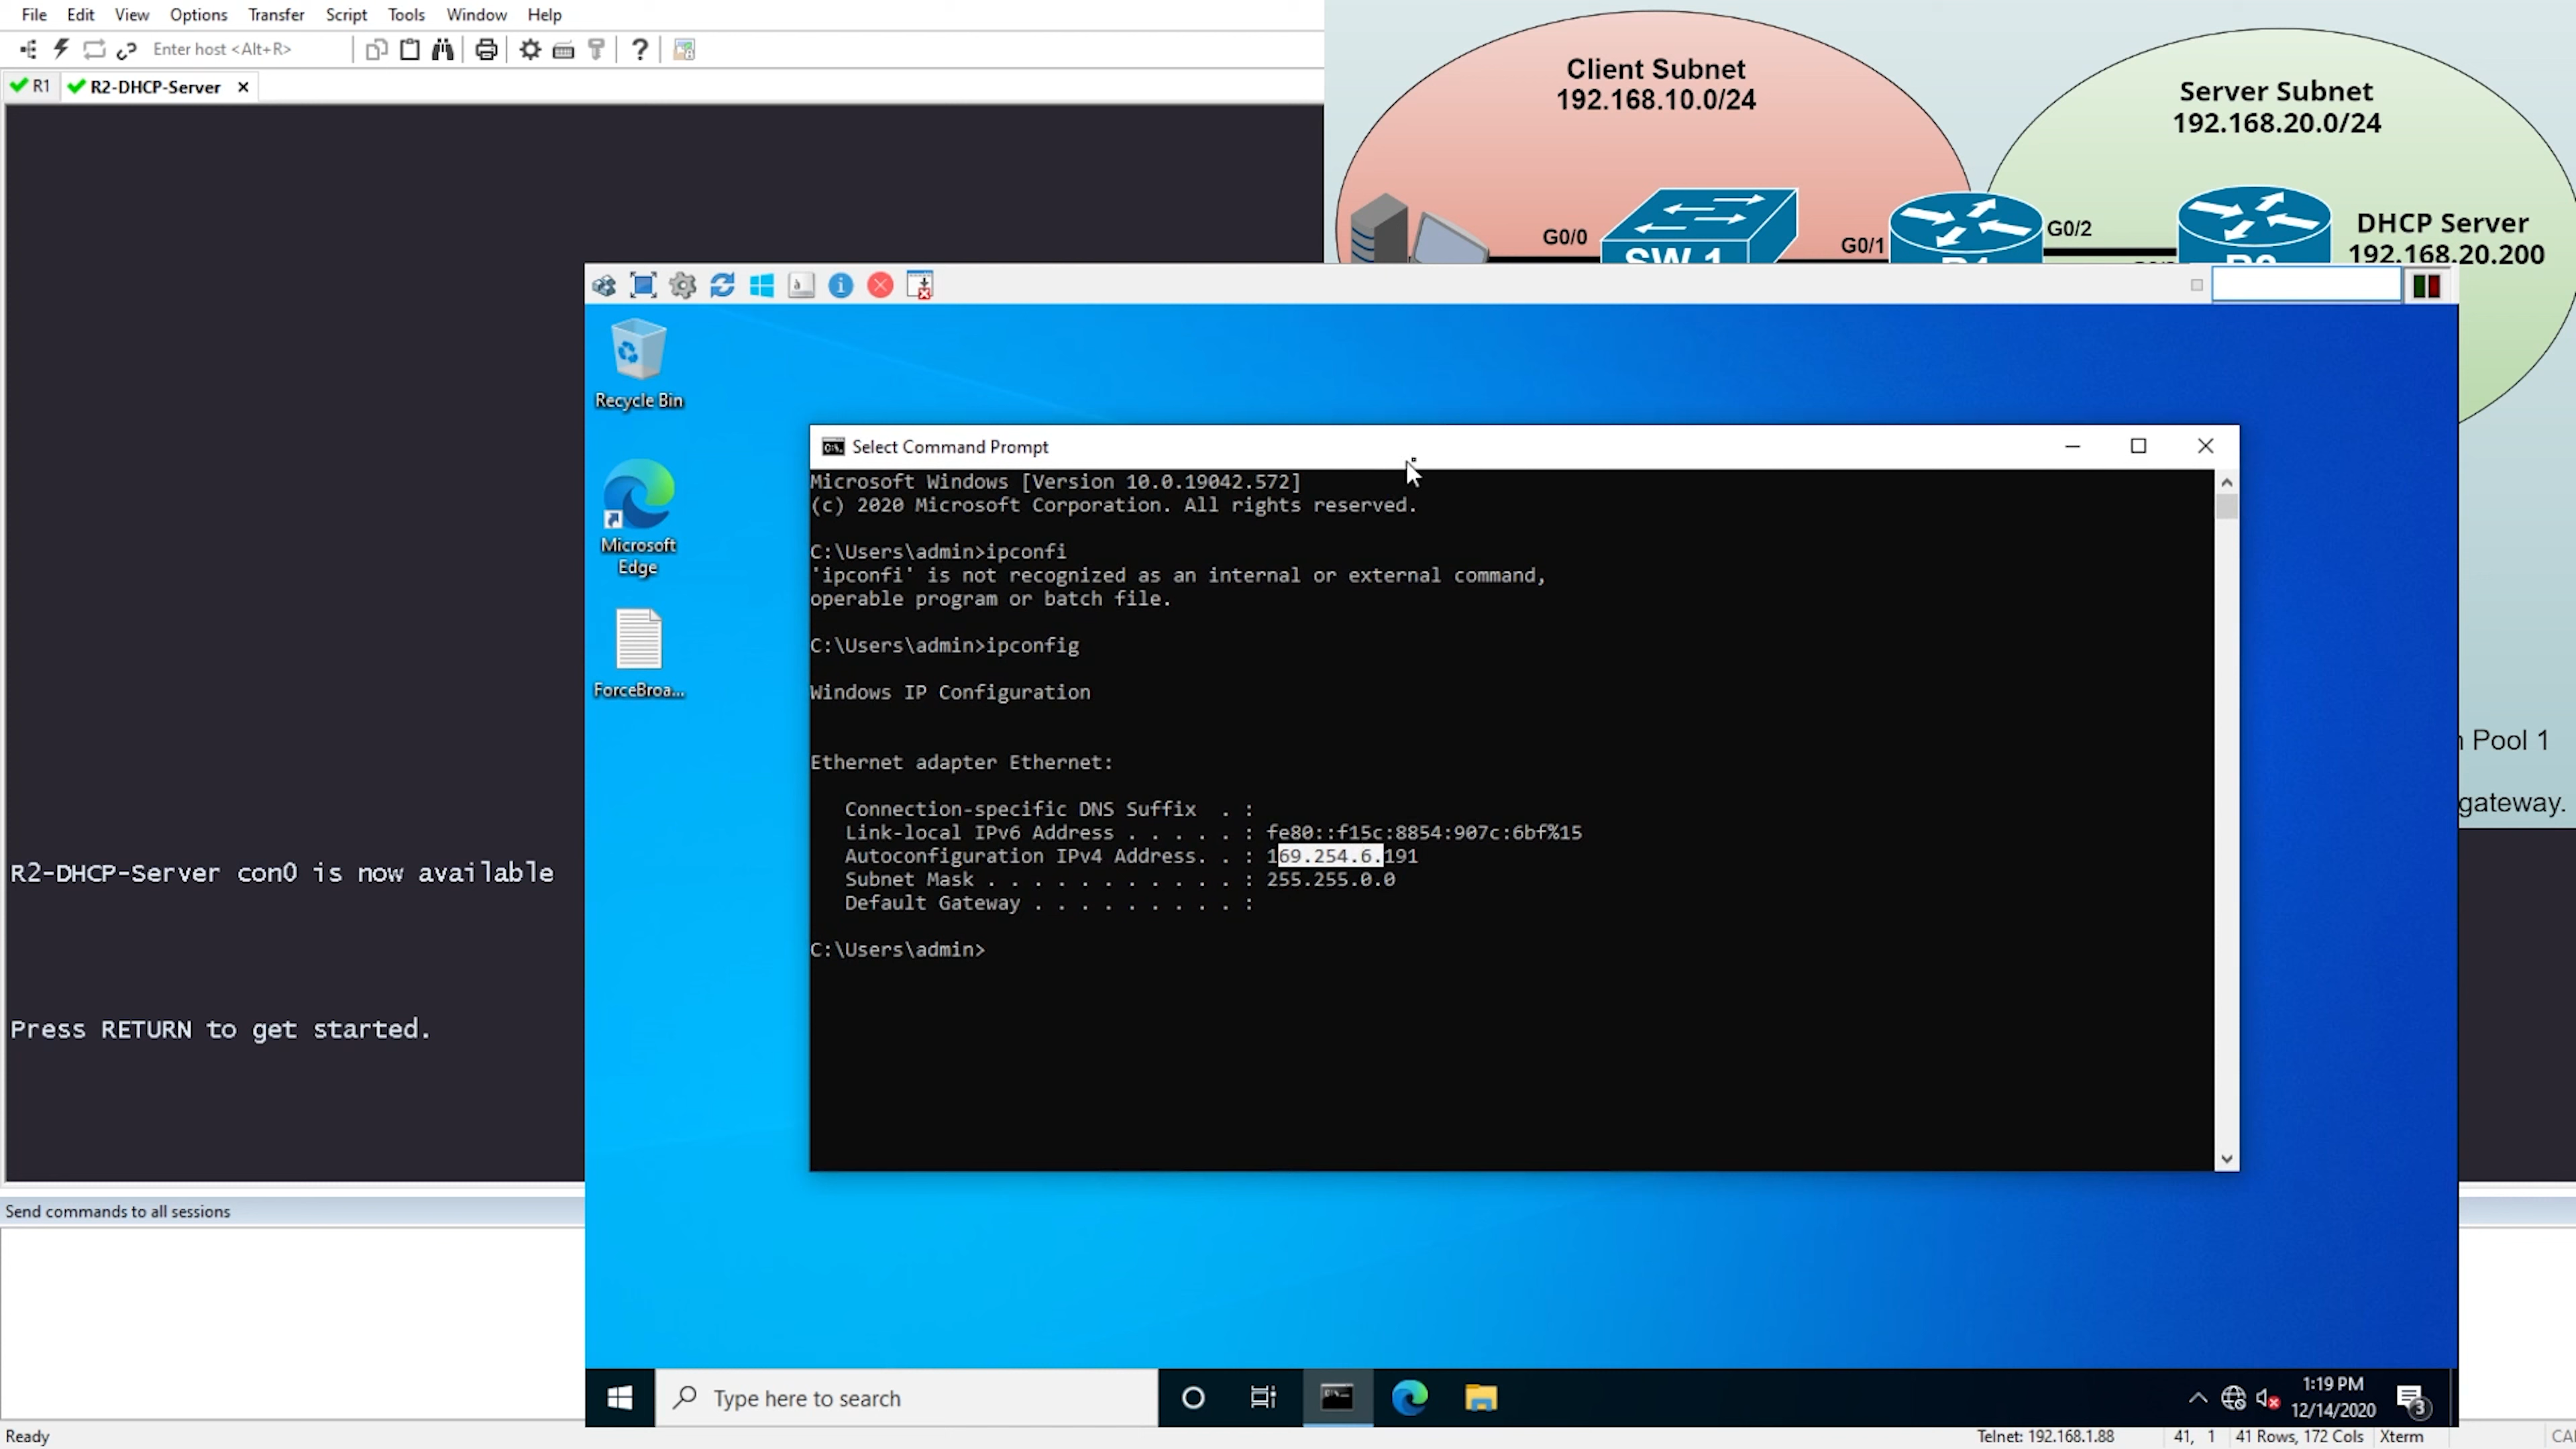 File Edit View Options Transfer Script Tools Window Help
Enter host <Alt+R>
R1
R2-DHCP-Server
R2-DHCP-Server con0 is now available
Press RETURN to get started.
Send commands to all sessions
Client Subnet
192.168.10.0/24
Server Subnet
192.168.20.0/24
G0/0
SW 1
G0/1
R1
G0/2
R2
DHCP Server
192.168.20.200
Pool 1
gateway.
Recycle Bin
Microsoft
Edge
ForceBroa...
Select Command Prompt
Microsoft Windows [Version 10.0.19042.572]
(c) 2020 Microsoft Corporation. All rights reserved.
C:\Users\admin>ipconfi
'ipconfi' is not recognized as an internal or external command,
operable program or batch file.
C:\Users\admin>ipconfig
Windows IP Configuration
Ethernet adapter Ethernet:
Connection-specific DNS Suffix . :
Link-local IPv6 Address . . . . . : fe80::f15c:8854:907c:6bf%15
Autoconfiguration IPv4 Address. . : 169.254.6.191
Subnet Mask . . . . . . . . . . . : 255.255.0.0
Default Gateway . . . . . . . . . :
C:\Users\admin>
Type here to search
1:19 PM
12/14/2020
3
Ready
Telnet: 192.168.1.88 41, 1 41 Rows, 172 Cols Xterm